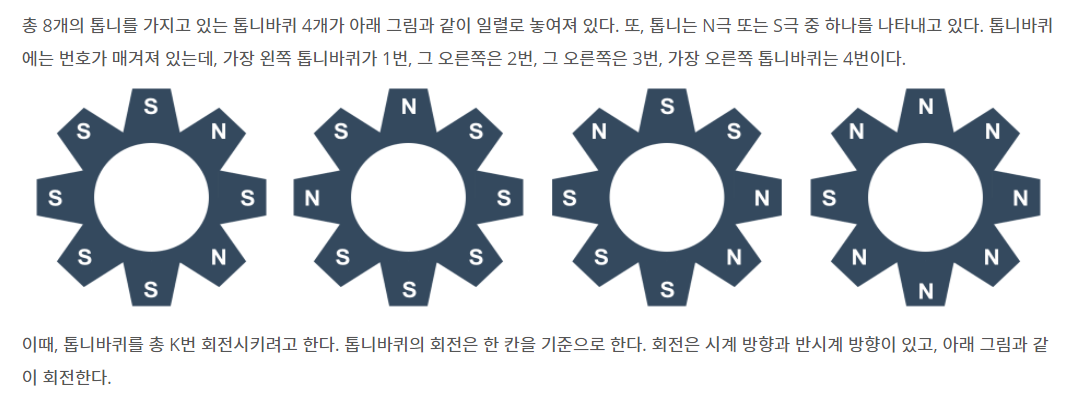 총 8개의 톱니를 가지고 있는 톱니바퀴 4개가 아래 그림과 같이 일렬로 놓여져 있다. 또, 톱니는 N극 또는 S극 중 하나를 나타내고 있다. 톱니바퀴
에는 번호가 매겨져 있는데, 가장 왼쪽 톱니바퀴가 1번, 그 오른쪽은 2번, 그 오른쪽은 3번, 가장 오른쪽 톱니바퀴는 4번이다.
S N S N
S N S S N S N N
S S N S S N S N
S N S S S N N N
S S S N
이때, 톱니바퀴를 총 K번 회전시키려고 한다. 톱니바퀴의 회전은 한 칸을 기준으로 한다. 회전은 시계 방향과 반시계 방향이 있고, 아래 그림과 같
이 회전한다.